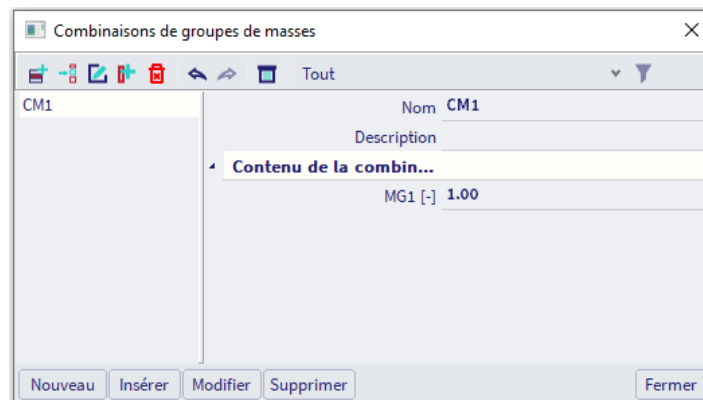 Combinaisons de groupes de masses
Tout
CM1
Nom CM1
Description
Contenu de la combin...
MG1 [-] 1.00
Nouveau Insérer Modifier Supprimer Fermer